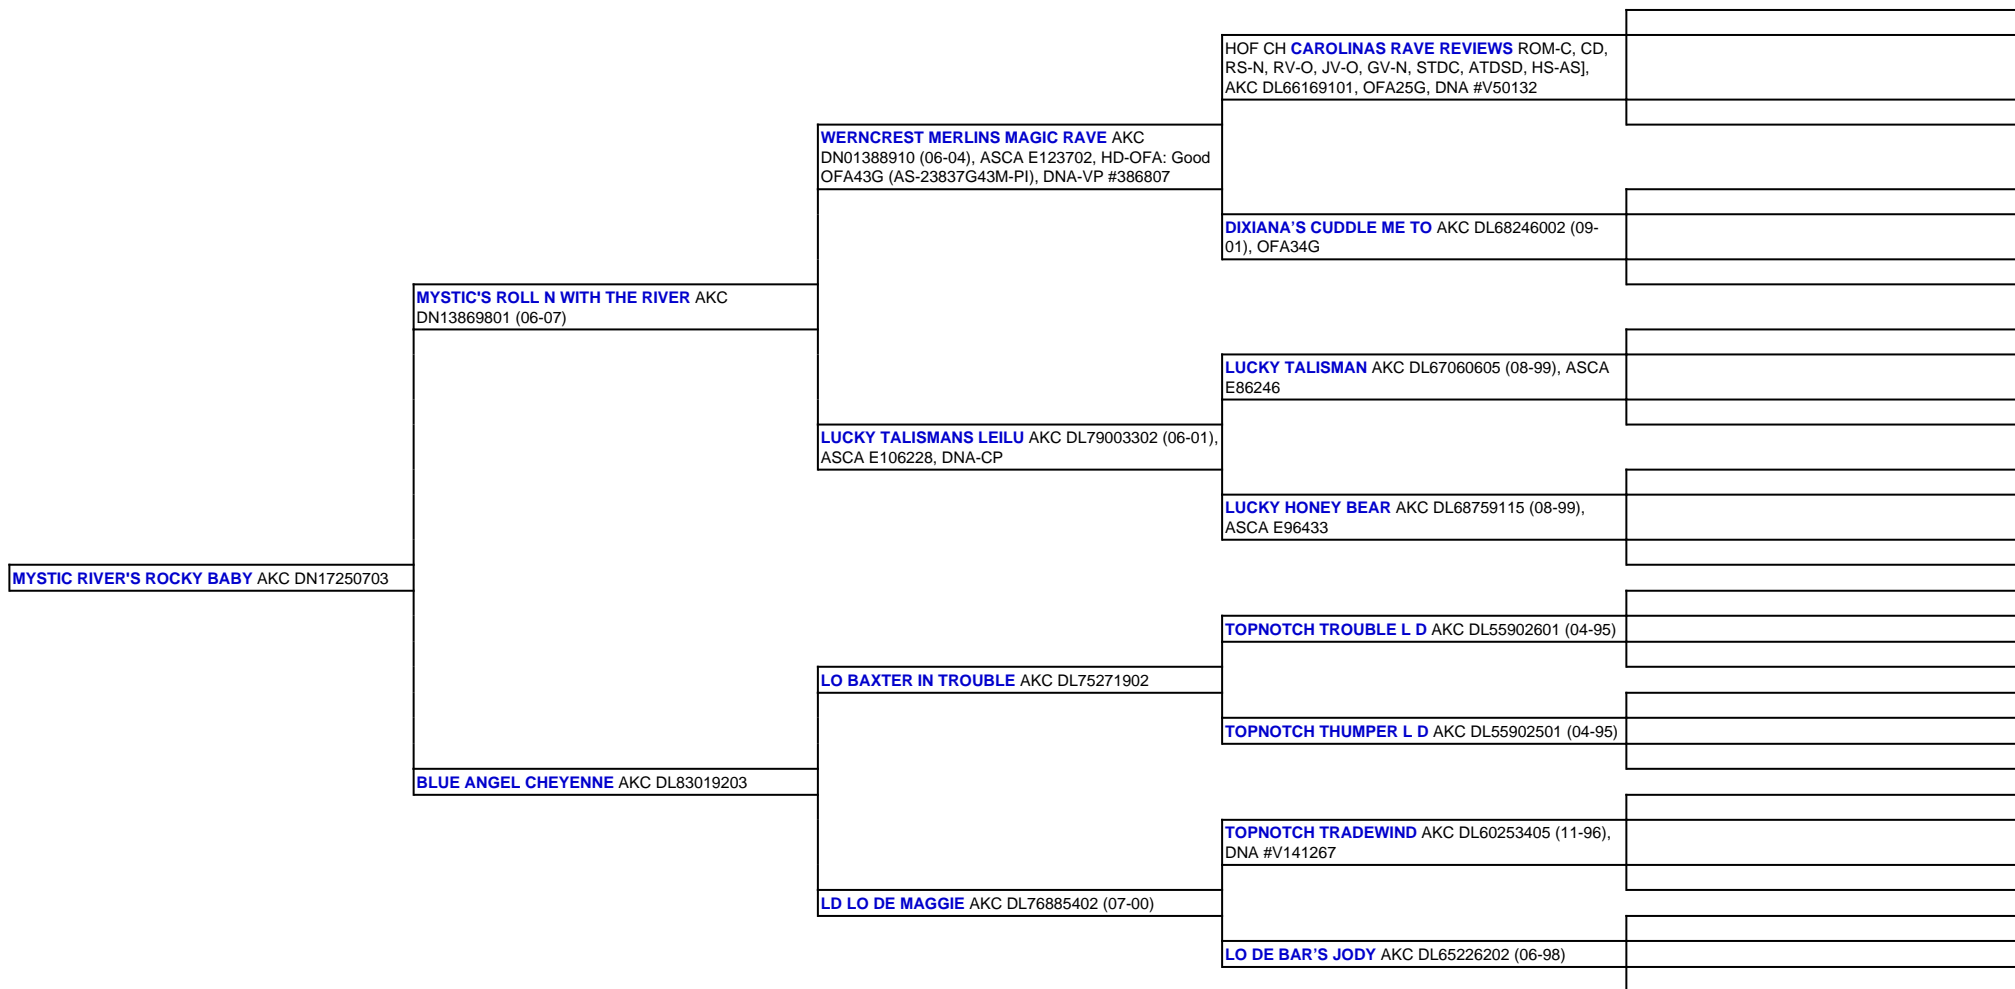 HOF CH CAROLINAS RAVE REVIEWS ROM-C, CD,
RS-N, RV-O, JV-O, GV-N, STDC, ATDSD, HS-AS],
AKC DL66169101, OFA25G, DNA #V50132
WERNCREST MERLINS MAGIC RAVE AKC
DN01388910 (06-04), ASCA E123702, HD-OFA: Good
OFA43G (AS-23837G43M-PI), DNA-VP #386807
DIXIANA’S CUDDLE ME TO AKC DL68246002 (09-
01), OFA34G
MYSTIC'S ROLL N WITH THE RIVER AKC
DN13869801 (06-07)
LUCKY TALISMAN AKC DL67060605 (08-99), ASCA
E86246
LUCKY TALISMANS LEILU AKC DL79003302 (06-01),
ASCA E106228, DNA-CP
LUCKY HONEY BEAR AKC DL68759115 (08-99),
ASCA E96433
MYSTIC RIVER'S ROCKY BABY AKC DN17250703
TOPNOTCH TROUBLE L D AKC DL55902601 (04-95)
LO BAXTER IN TROUBLE AKC DL75271902
TOPNOTCH THUMPER L D AKC DL55902501 (04-95)
BLUE ANGEL CHEYENNE AKC DL83019203
TOPNOTCH TRADEWIND AKC DL60253405 (11-96),
DNA #V141267
LD LO DE MAGGIE AKC DL76885402 (07-00)
LO DE BAR’S JODY AKC DL65226202 (06-98)